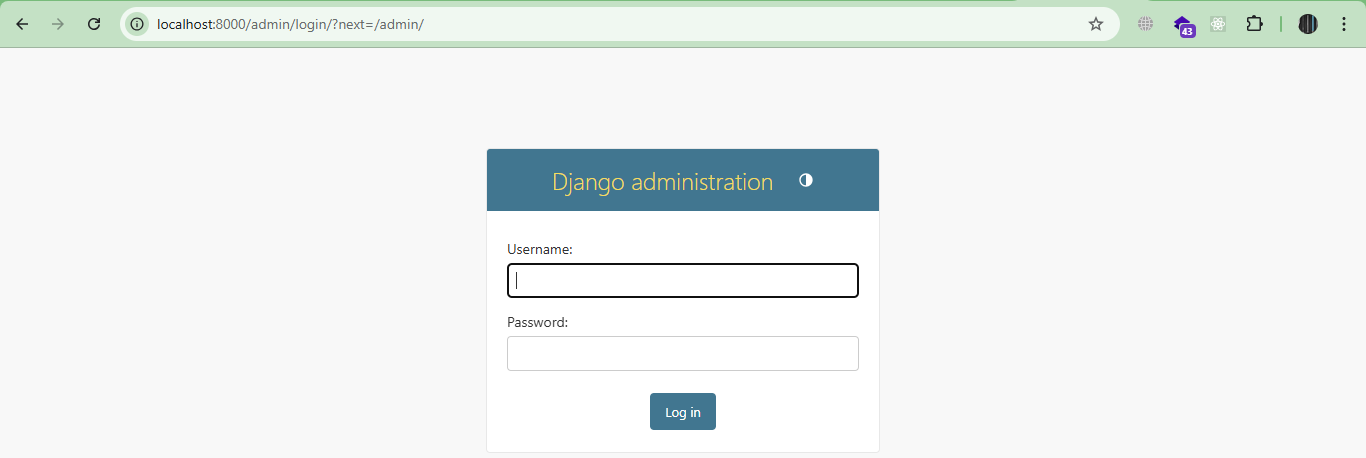 localhost:8000/admin/login/?next=/admin/
43
Django administration
Username:
Password:
Log in